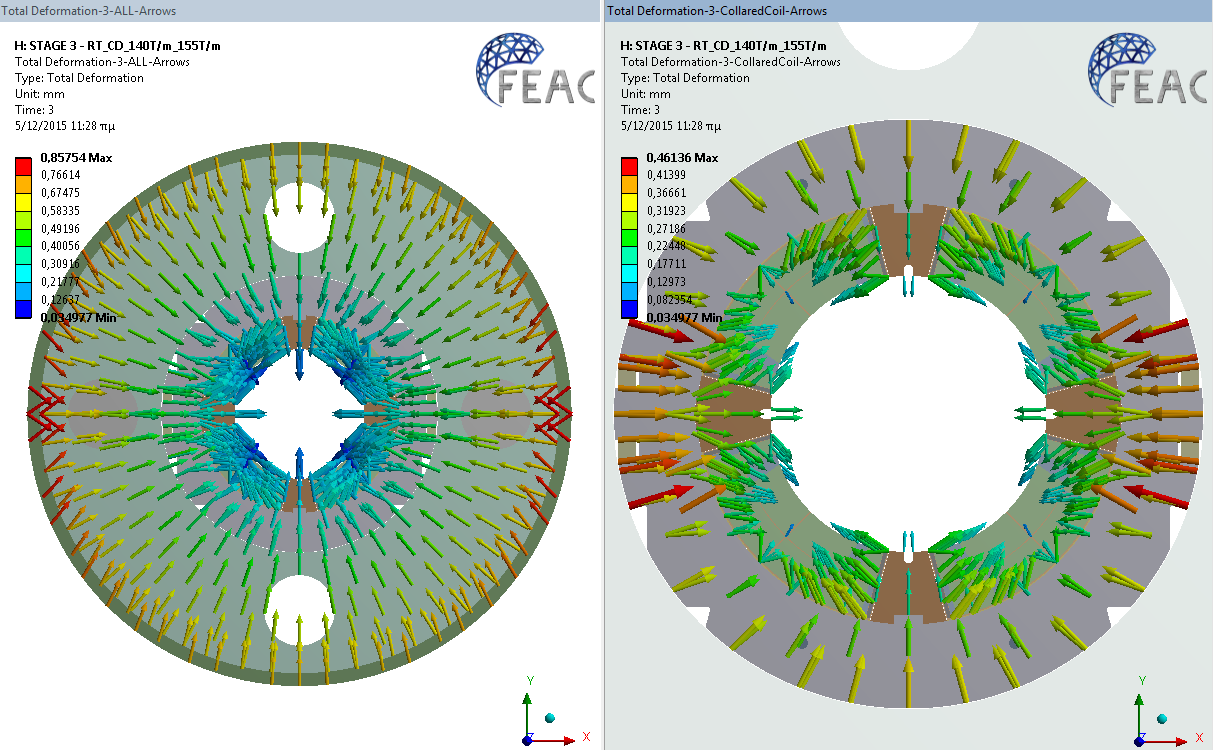 Total Deformation-3-ALL-Arrows
H: STAGE 3 - RT_CD_140T/m_155T/m
Total Deformation-3-ALL-Arrows
Type: Total Deformation
Unit: mm
Time: 3
5/12/2015 11:28 πμ
FEAC
0,85754 Max
0,76614
0,67475
0,58335
0,49196
0,40056
0,30916
0,21777
0,12637
0,034977 Min
Y
X
Total Deformation-3-CollaredCoil-Arrows
H: STAGE 3 - RT_CD_140T/m_155T/m
Total Deformation-3-CollaredCoil-Arrows
Type: Total Deformation
Unit: mm
Time: 3
5/12/2015 11:28 πμ
FEAC
0,46136 Max
0,41399
0,36661
0,31923
0,27186
0,22448
0,17711
0,12973
0,082354
0,034977 Min
Y
X